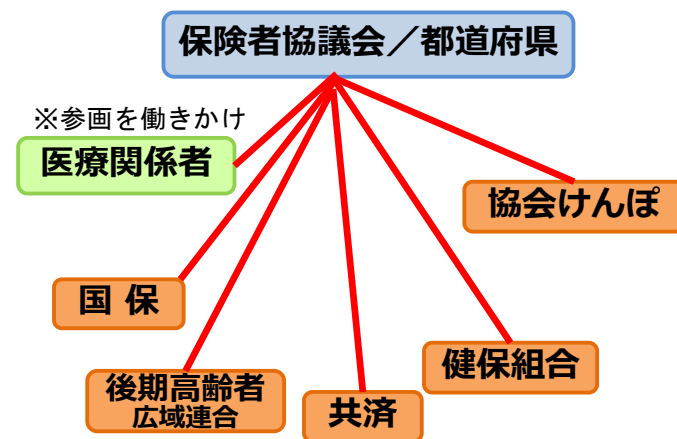 保険者協議会／都道府県
※参画を働きかけ
医療関係者
協会けんぽ
国 保
健保組合
後期高齢者
広域連合
共済